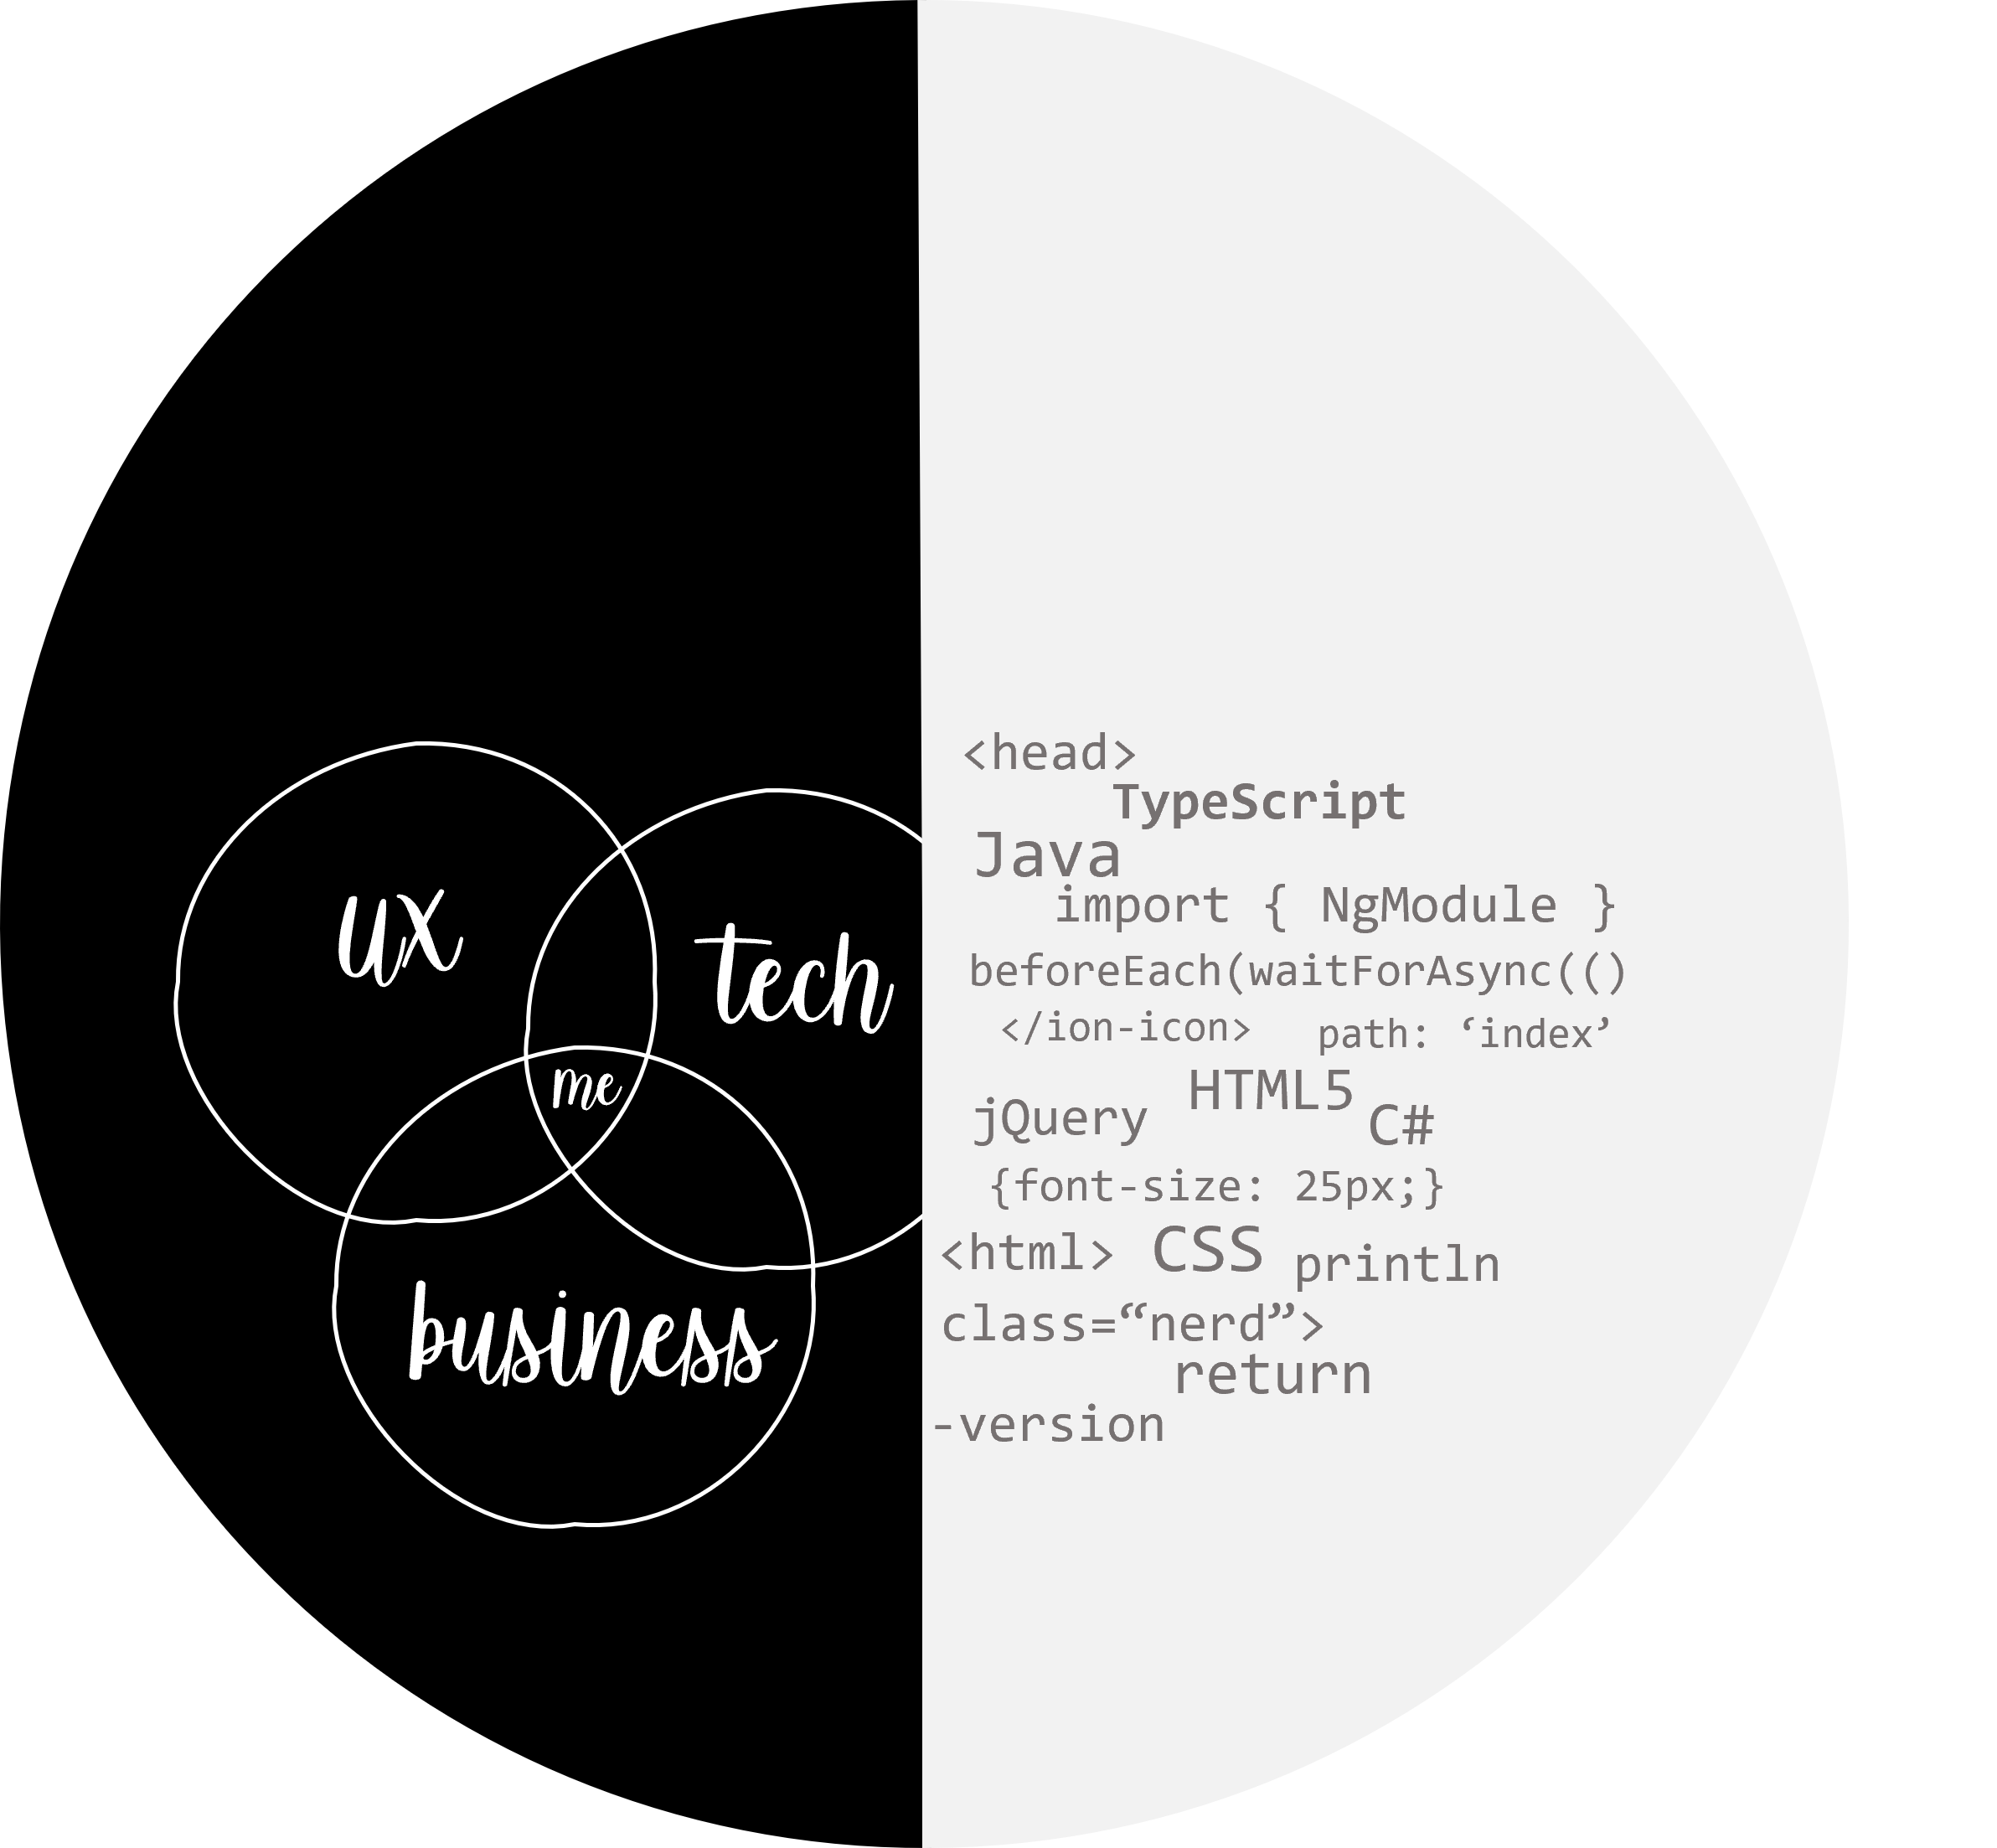 UX
tech
me
business
<head>
TypeScript
Java
import { NgModule }
beforeEach(waitForAsync(()
</ion-icon> path: ‘index’
HTML5
jQuery
C#
{font-size: 25px;}
<html> CSS println
class=“nerd”>
return
-version